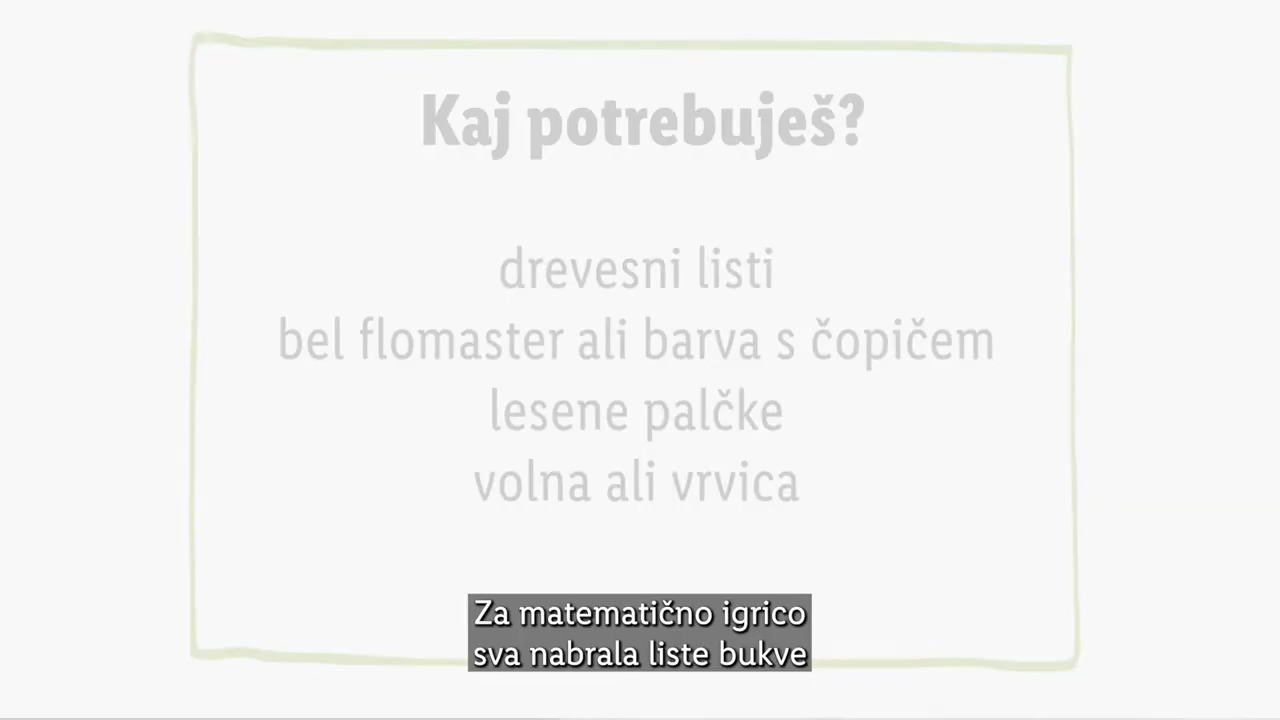 Kaj potrebuješ?
drevesni listi
bel flomaster ali barva s čopičem
lesene palčke
volna ali vrvica
Za matematično igrico
sva nabrala liste bukve